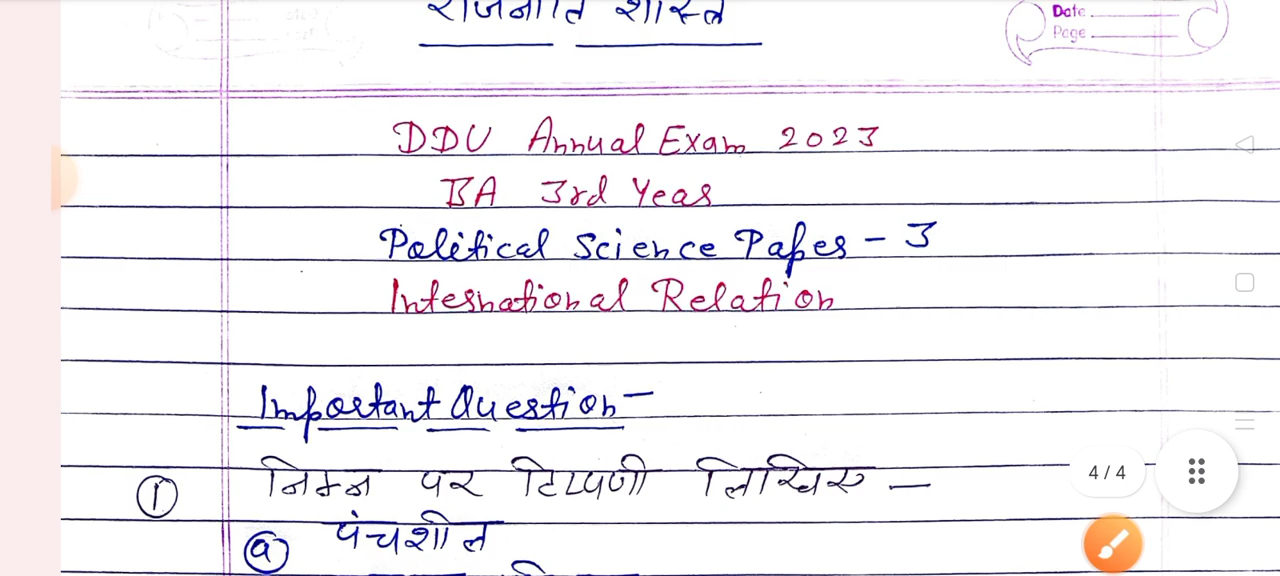 राजनीति शास्त्र
Date
Page
DDU Annual Exam 2023
BA 3rd Year
Political Science Paper - 3
International Relation
Important Question -
① निम्न पर टिप्पणी लिखिए -
4/4
ⓐ पंचशील